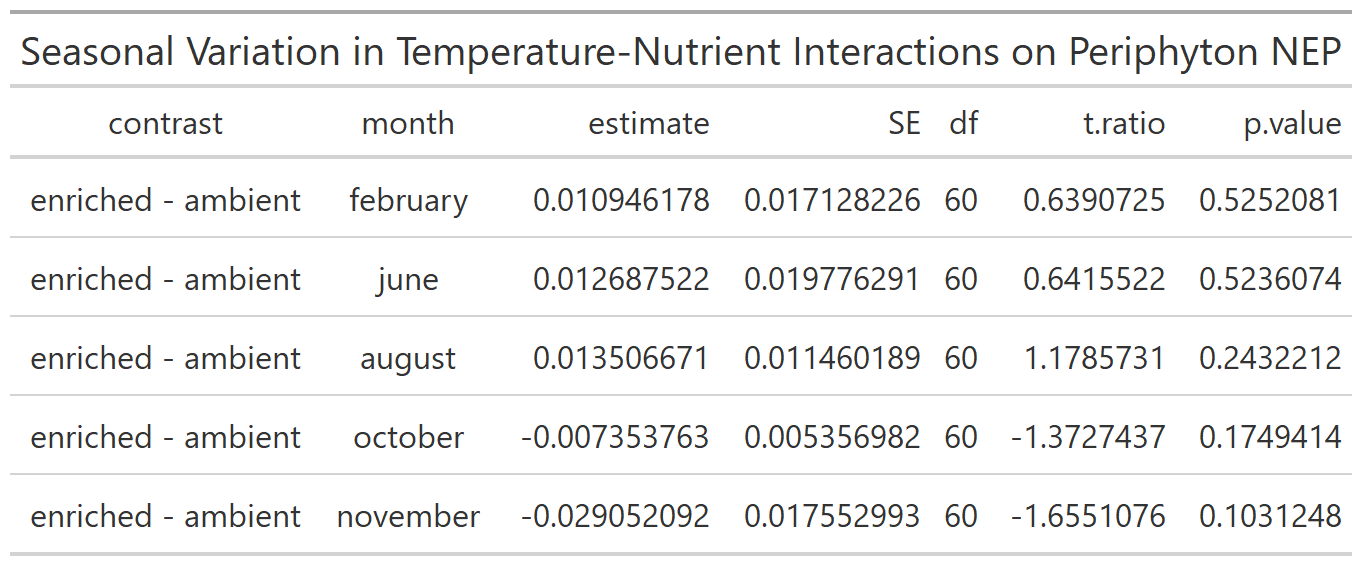 Seasonal Variation in Temperature-Nutrient Interactions on Periphyton NEP
contrast month estimate SE df t.ratio p.value
enriched - ambient february 0.010946178 0.017128226 60 0.6390725 0.5252081
enriched - ambient june 0.012687522 0.019776291 60 0.6415522 0.5236074
enriched - ambient august 0.013506671 0.011460189 60 1.1785731 0.2432212
enriched - ambient october -0.007353763 0.005356982 60 -1.3727437 0.1749414
enriched - ambient november -0.029052092 0.017552993 60 -1.6551076 0.1031248